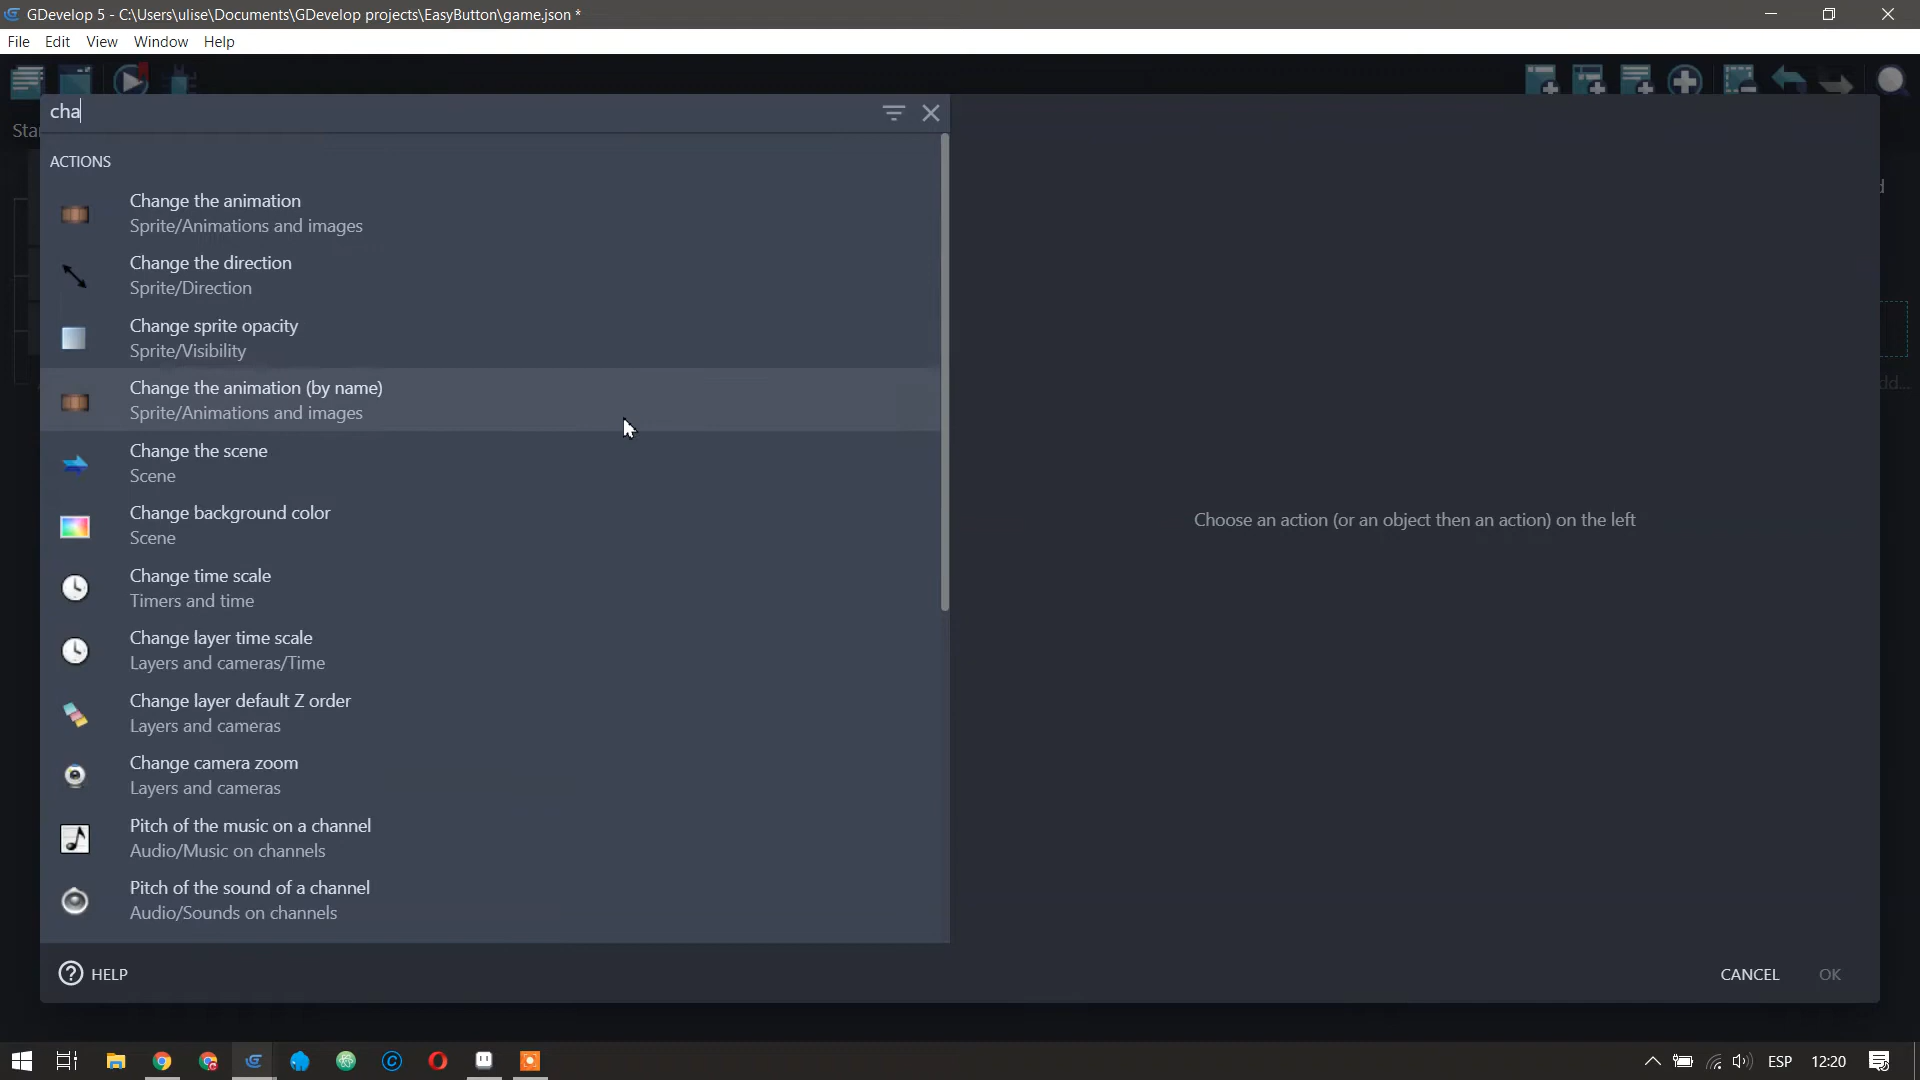 GDevelop 5 - C:\Users\ulise\Documents\GDevelop projects\EasyButton\game.json *
File Edit View Window Help
cha
ACTIONS
Change the animation
Sprite/Animations and images
Change the direction
Sprite/Direction
Change sprite opacity
Sprite/Visibility
Change the animation (by name)
Sprite/Animations and images
Change the scene
Scene
Change background color
Scene
Change time scale
Timers and time
Change layer time scale
Layers and cameras/Time
Change layer default Z order
Layers and cameras
Change camera zoom
Layers and cameras
Pitch of the music on a channel
Audio/Music on channels
Pitch of the sound of a channel
Audio/Sounds on channels
Choose an action (or an object then an action) on the left
HELP
CANCEL OK
ESP 12:20